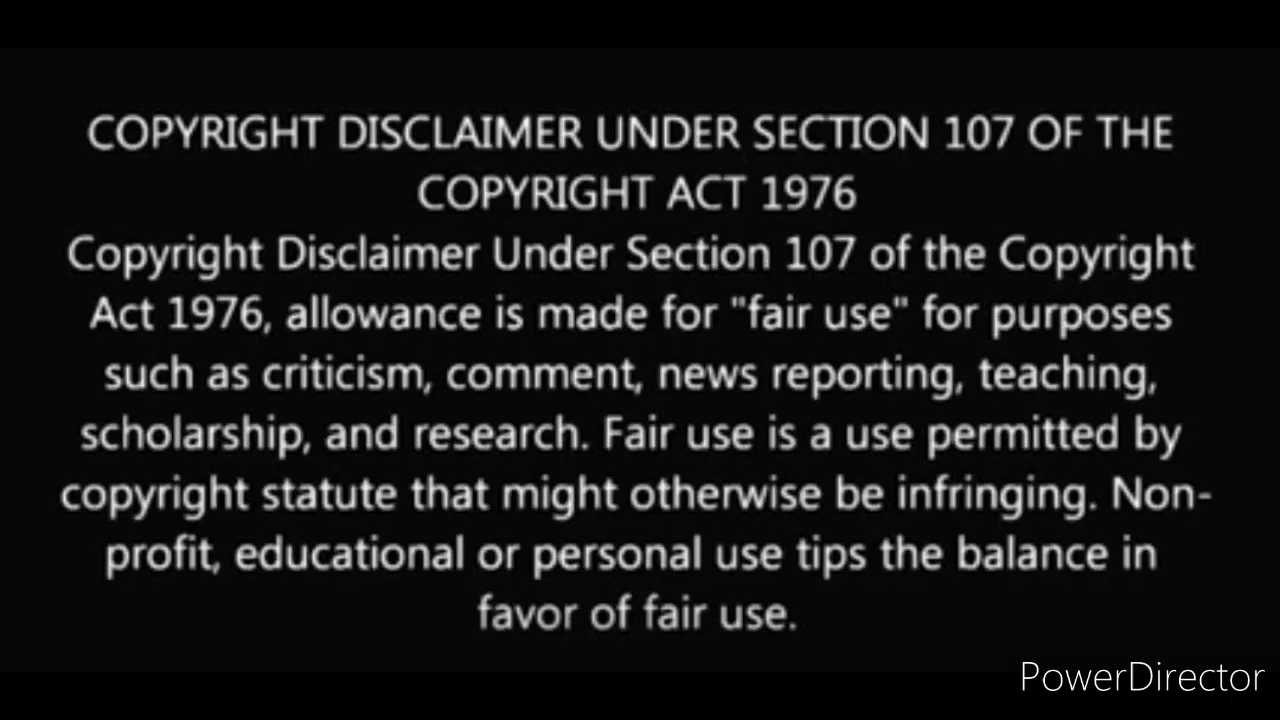 COPYRIGHT DISCLAIMER UNDER SECTION 107 OF THE
COPYRIGHT ACT 1976
Copyright Disclaimer Under Section 107 of the Copyright
Act 1976, allowance is made for "fair use" for purposes
such as criticism, comment, news reporting, teaching,
scholarship, and research. Fair use is a use permitted by
copyright statute that might otherwise be infringing. Non-
profit, educational or personal use tips the balance in
favor of fair use.
PowerDirector